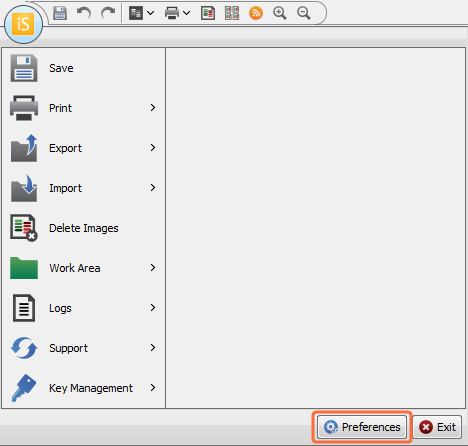 iS
Save
Print
Export
Import
Delete Images
Work Area
Logs
Support
Key Management
Preferences Exit